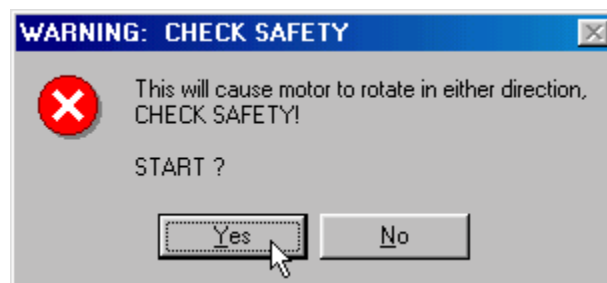 WARNING: CHECK SAFETY
This will cause motor to rotate in either direction,
CHECK SAFETY!
START ?
Yes
No